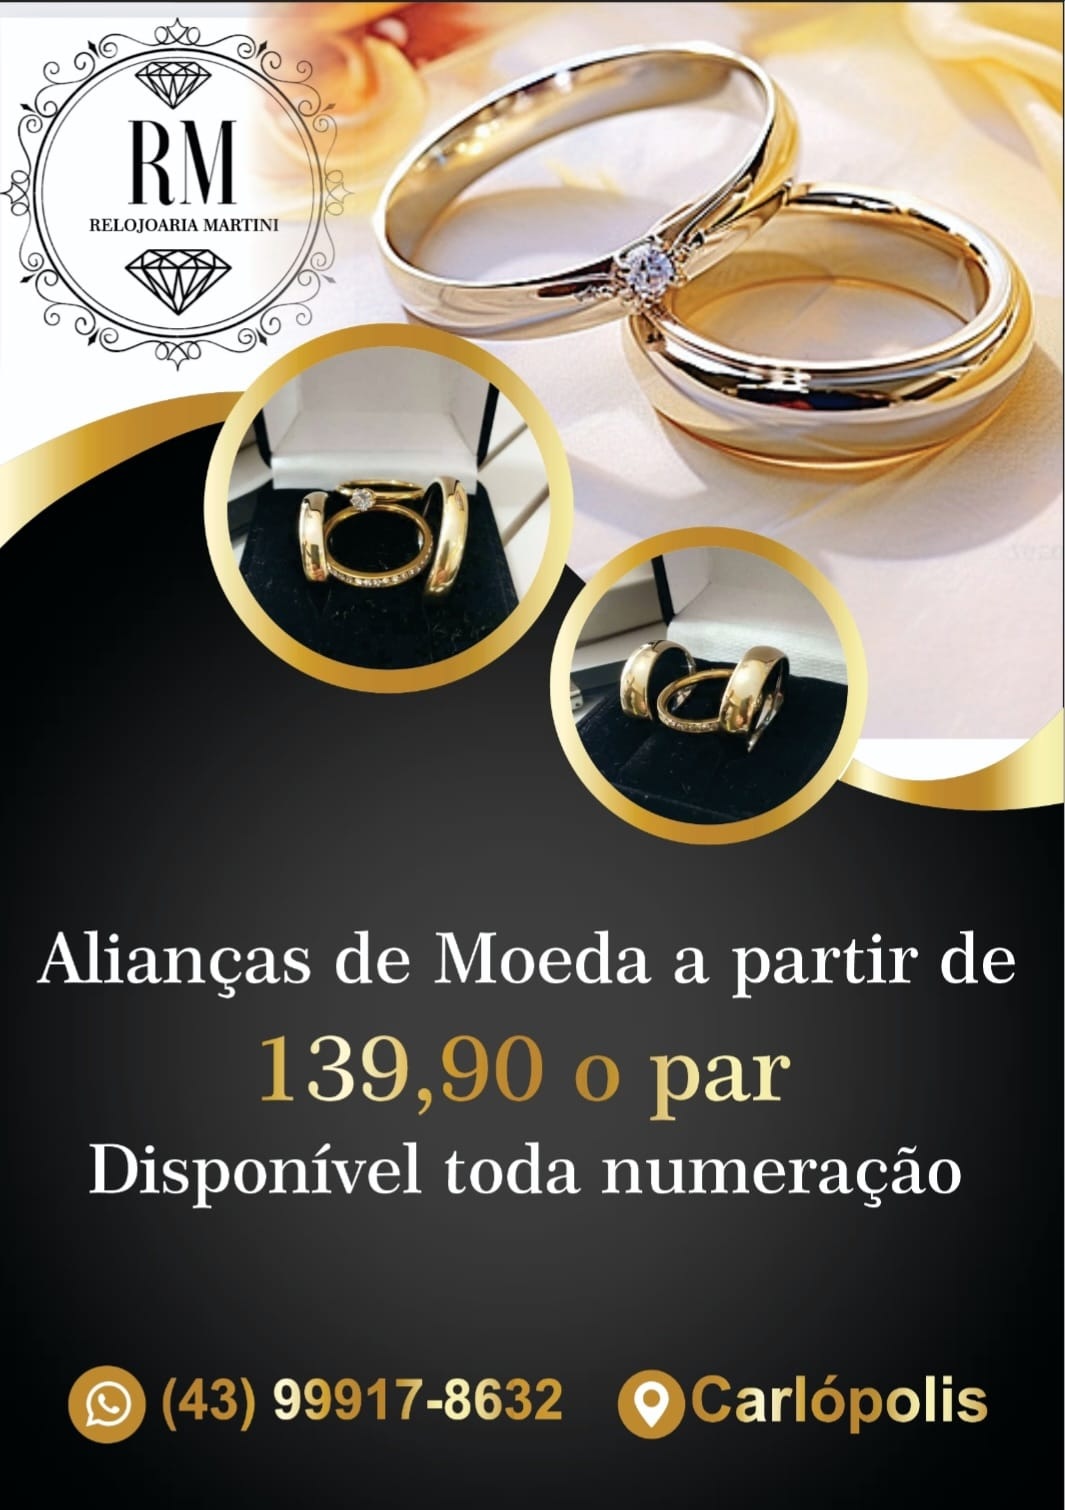 RM
RELOJOARIA MARTINI
Alianças de Moeda a partir de
139,90 o par
Disponível toda numeração
(43) 99917-8632
Carlópolis